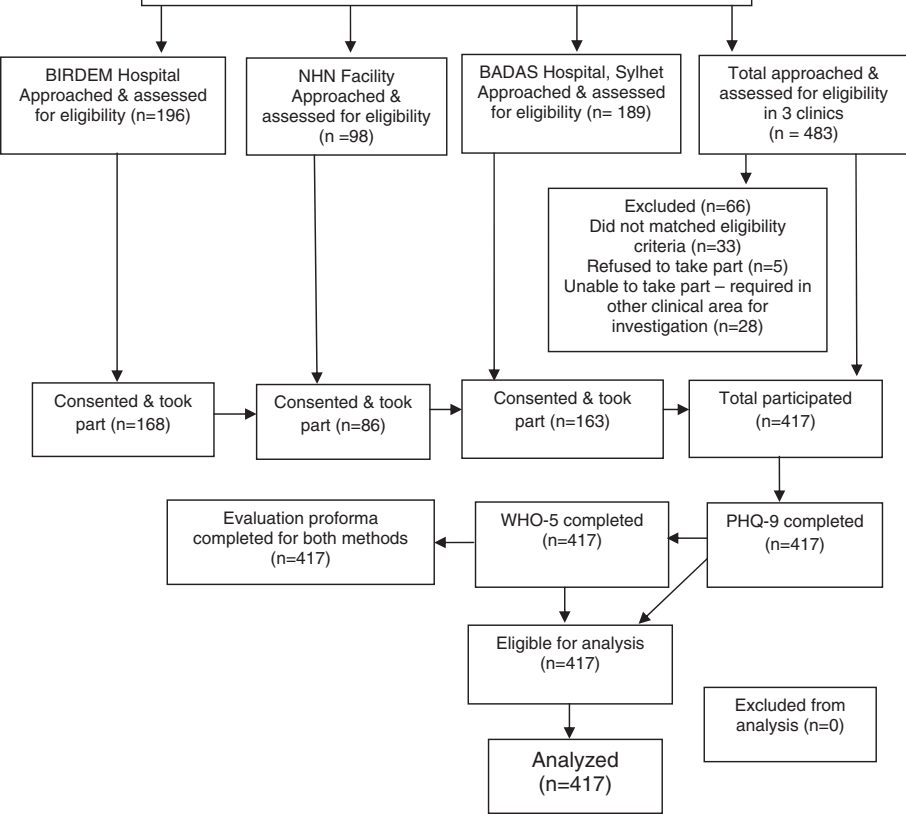 BIRDEM Hospital
Approached & assessed
for eligibility (n=196)
NHN Facility
Approached &
assessed for eligibility
(n =98)
BADAS Hospital, Sylhet
Approached & assessed
for eligibility (n= 189)
Total approached &
assessed for eligibility
in 3 clinics
(n = 483)
Excluded (n=66)
Did not matched eligibility
criteria (n=33)
Refused to take part (n=5)
Unable to take part – required in
other clinical area for
investigation (n=28)
Consented & took
part (n=168)
Consented & took
part (n=86)
Consented & took
part (n=163)
Total participated
(n=417)
Evaluation proforma
completed for both methods
(n=417)
WHO-5 completed
(n=417)
PHQ-9 completed
(n=417)
Eligible for analysis
(n=417)
Excluded from
analysis (n=0)
Analyzed
(n=417)